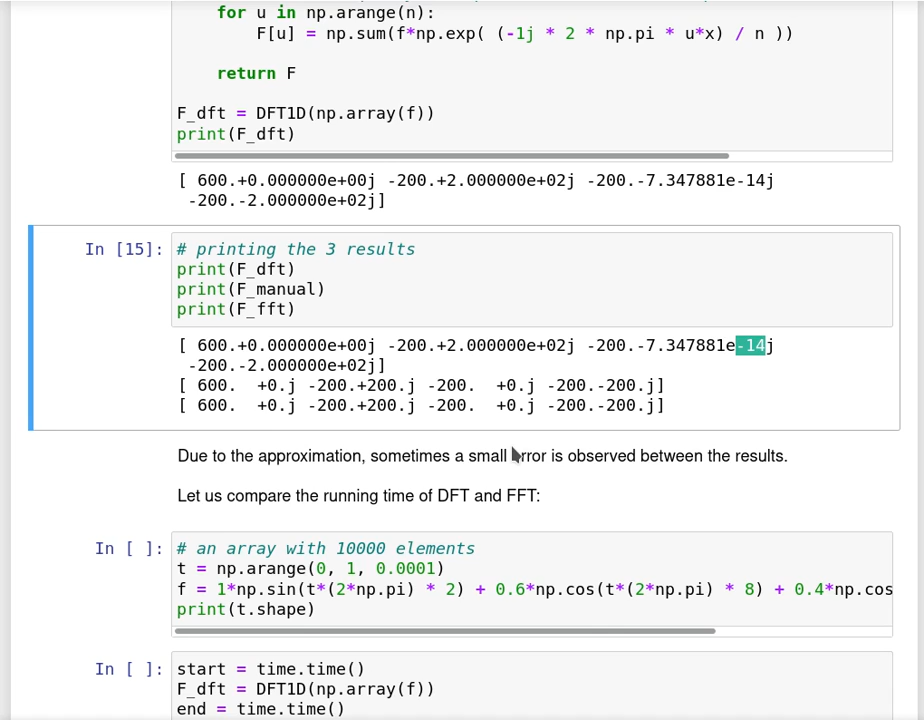 for u in np.arange(n):
F[u] = np.sum(f*np.exp( (-1j * 2 * np.pi * u*x) / n ))
return F
F_dft = DFT1D(np.array(f))
print(F_dft)
[ 600.+0.000000e+00j -200.+2.000000e+02j -200.-7.347881e-14j
-200.-2.000000e+02j]
In [15]: # printing the 3 results
print(F_dft)
print(F_manual)
print(F_fft)
[ 600.+0.000000e+00j -200.+2.000000e+02j -200.-7.347881e-14j
-200.-2.000000e+02j]
[ 600.  +0.j -200.+200.j -200.  +0.j -200.-200.j]
[ 600.  +0.j -200.+200.j -200.  +0.j -200.-200.j]
Due to the approximation, sometimes a small error is observed between the results.
Let us compare the running time of DFT and FFT:
In [ ]: # an array with 10000 elements
t = np.arange(0, 1, 0.0001)
f = 1*np.sin(t*(2*np.pi) * 2) + 0.6*np.cos(t*(2*np.pi) * 8) + 0.4*np.cos
print(t.shape)
In [ ]: start = time.time()
F_dft = DFT1D(np.array(f))
end = time.time()